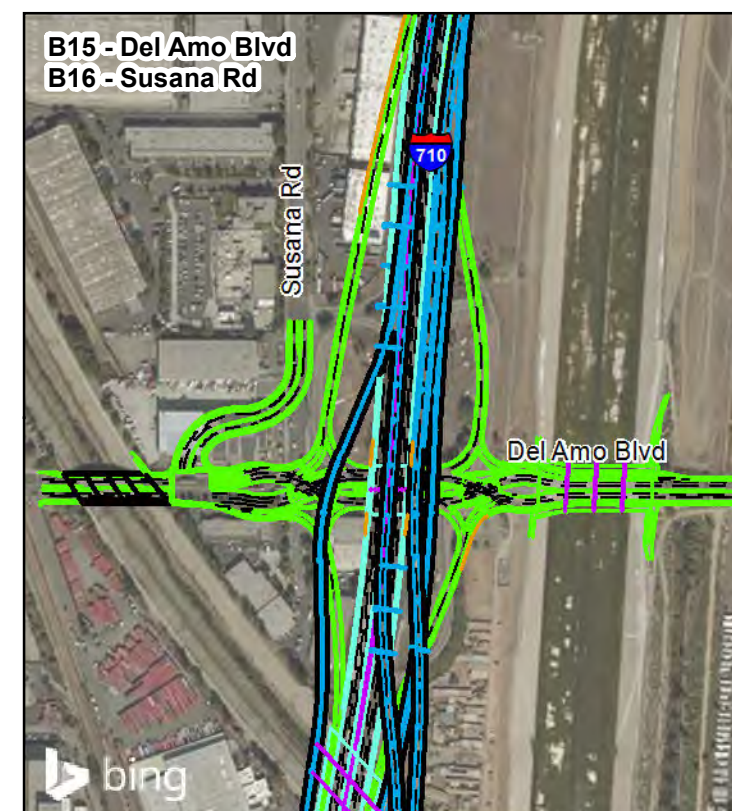 B15 - Del Amo Blvd
B16 - Susana Rd
710
Susana Rd
Del Amo Blvd
bing